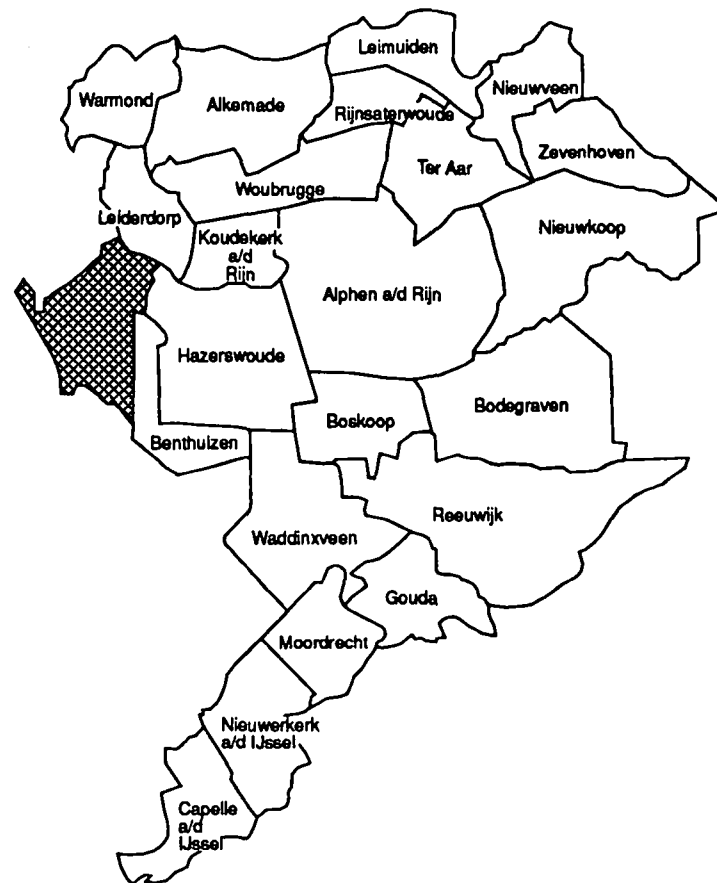 Leimuiden
Warmond
Alkemade
Nieuwveen
Rijnsaterwoude
Zevenhoven
Ter Aar
Woubrugge
Leiderdorp
Nieuwkoop
Koudekerk
a/d
Rijn
Alphen a/d Rijn
Hazerswoude
Bodegraven
Boskoop
Benthuizen
Reeuwijk
Waddinxveen
Gouda
Moordrecht
Nieuwerkerk
a/d IJssel
Capelle
a/d
IJssel